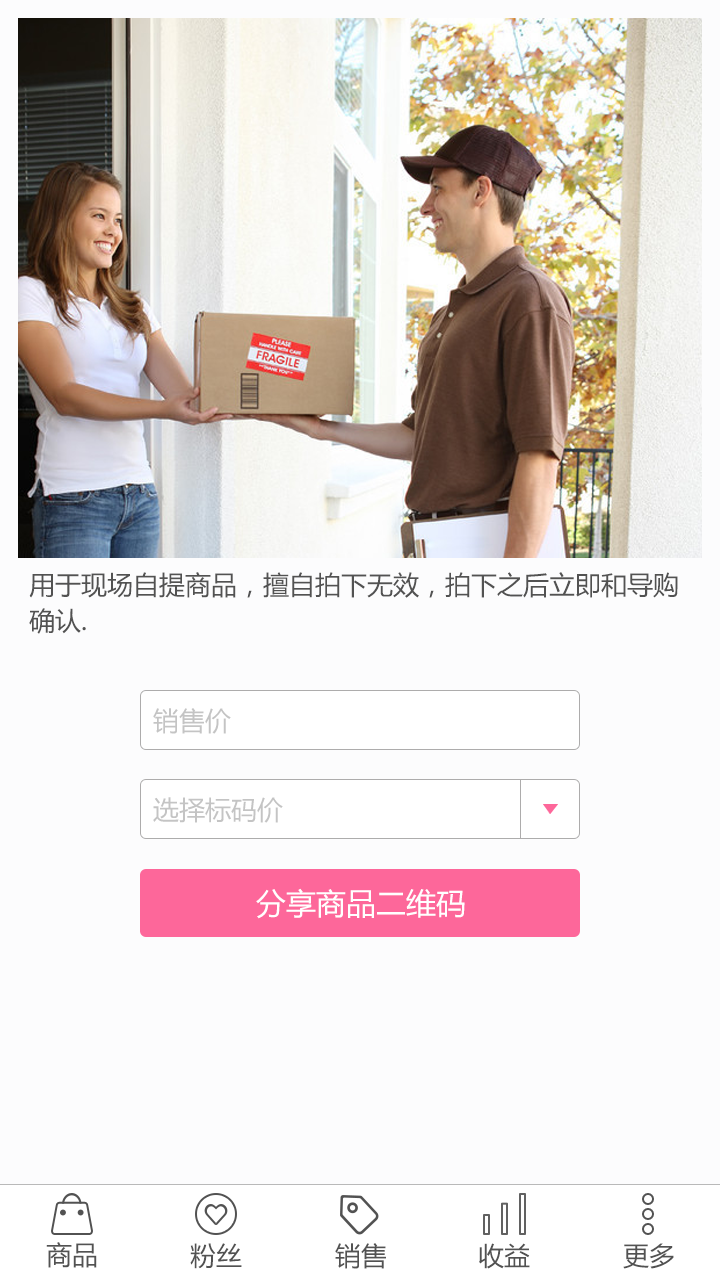 PLEASE
HANDLE WITH CARE
FRAGILE
THANK YOU
用于现场自提商品，擅自拍下无效，拍下之后立即和导购
确认.
销售价
选择标码价
分享商品二维码
商品
粉丝
销售
收益
更多